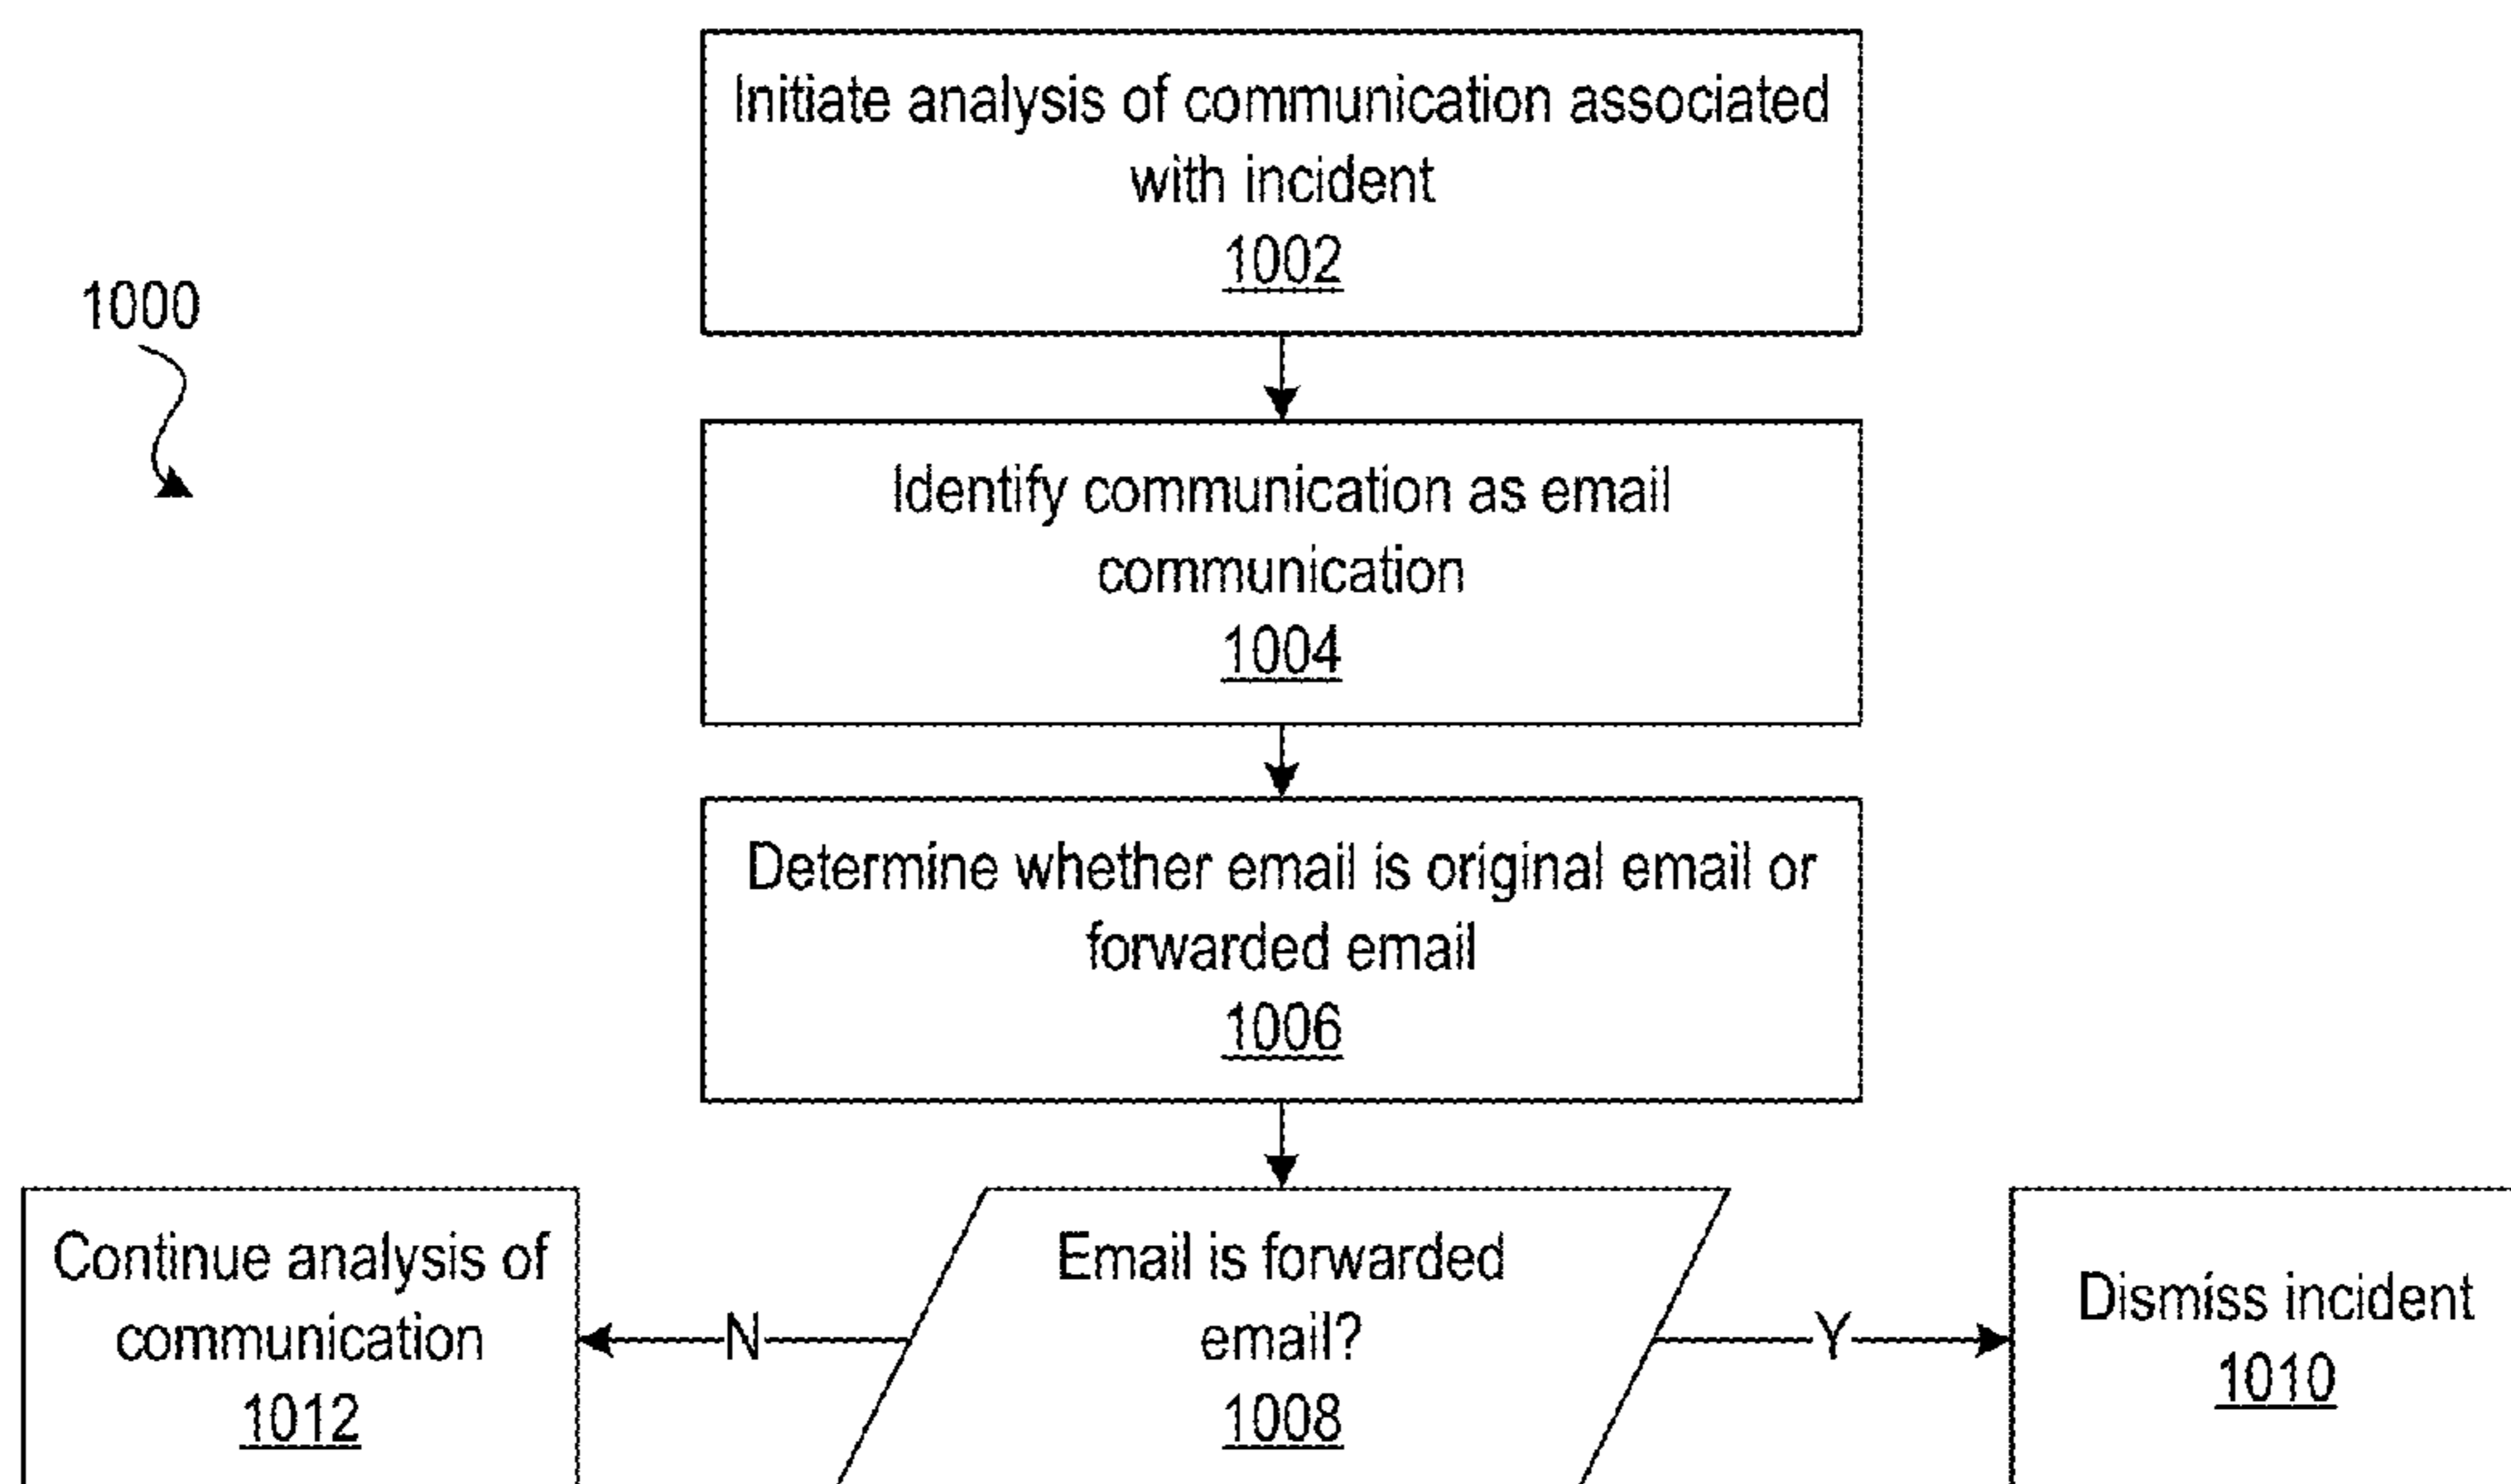 Initiate analysis of communication associated
with incident
1002
1000
Identify communication as email
communication
1004
Determine whether email is original email or
forwarded email
1006
Continue analysis of
communication
1012
N
Email is forwarded
email?
1008
Y
Dismiss incident
1010